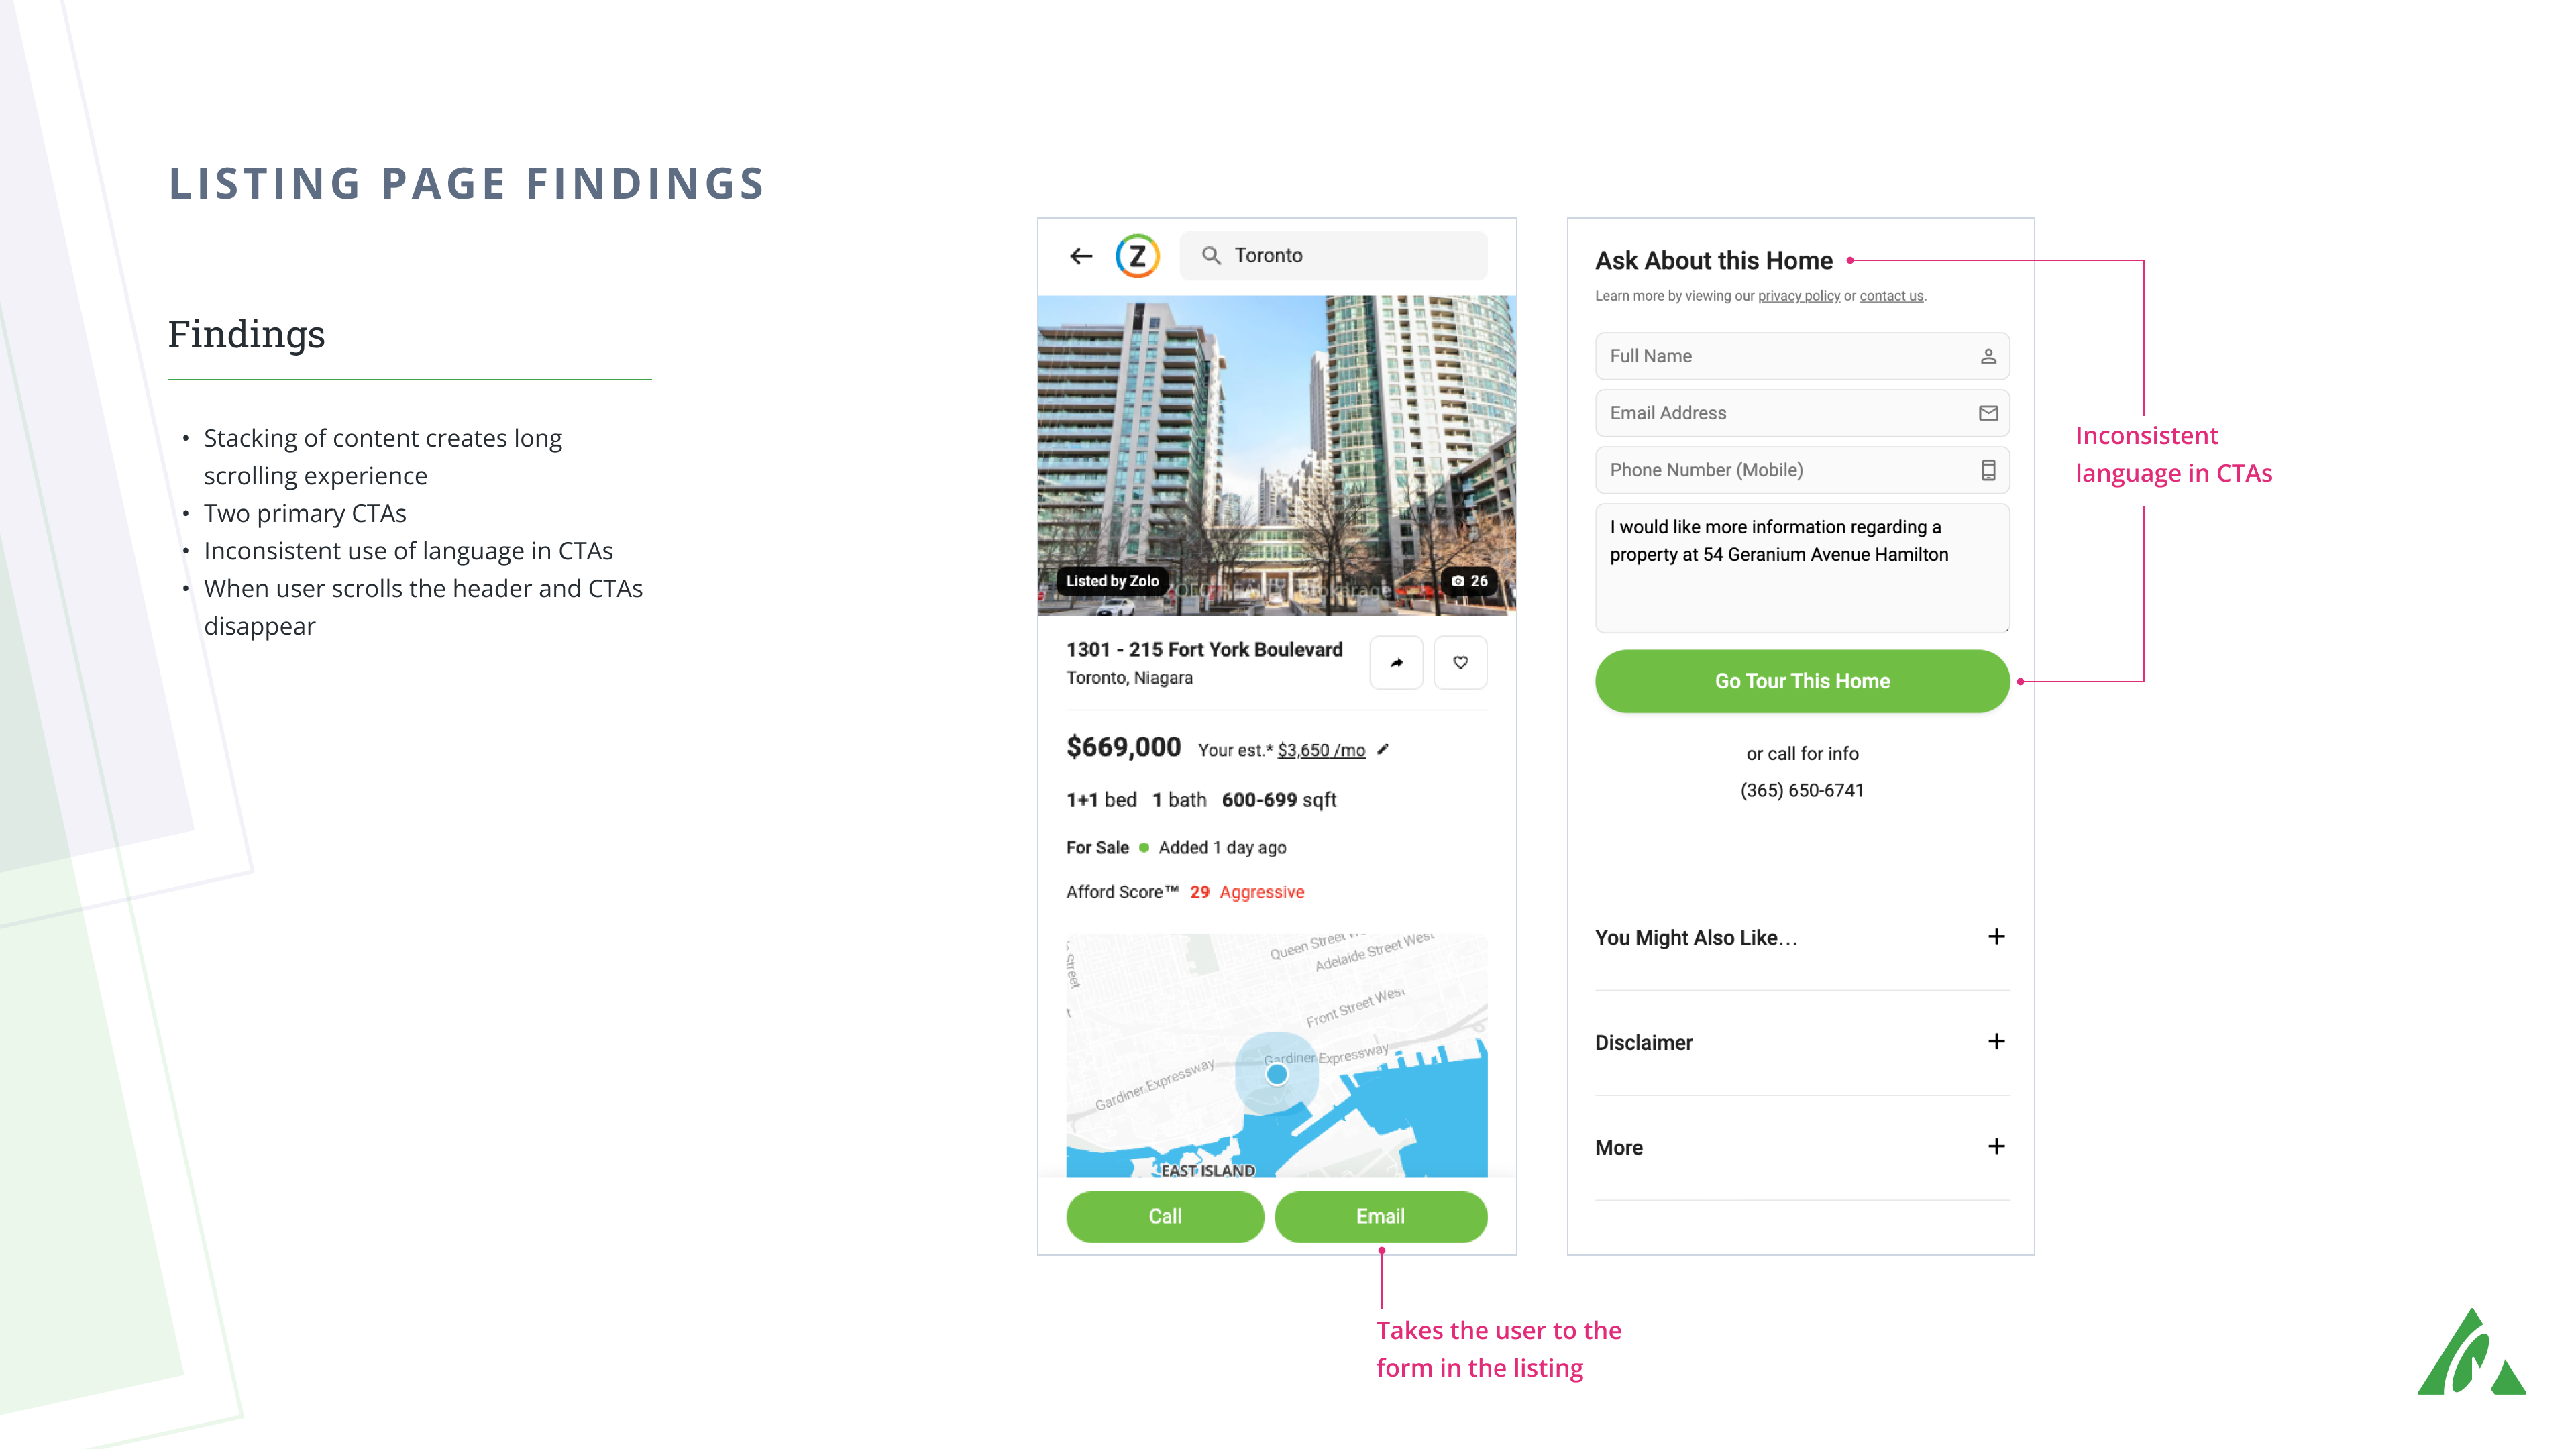 LISTING PAGE FINDINGS
Findings
• Stacking of content creates long
scrolling experience
• Two primary CTAs
• Inconsistent use of language in CTAs
• When user scrolls the header and CTAs
disappear
Z
Toronto
Listed by Zolo
26
1301 - 215 Fort York Boulevard
Toronto, Niagara
$669,000 Your est.* $3,650 /mo
1+1 bed 1 bath 600-699 sqft
For Sale • Added 1 day ago
Afford Score™ 29 Aggressive
Queen Street
Adelaide Street West
Street
Front Street West
Gardiner Expressway
Gardiner Expressway
EAST ISLAND
Call
Email
Takes the user to the
form in the listing
Ask About this Home
Learn more by viewing our privacy policy or contact us.
Full Name
Email Address
Phone Number (Mobile)
I would like more information regarding a
property at 54 Geranium Avenue Hamilton
Go Tour This Home
or call for info
(365) 650-6741
You Might Also Like...
Disclaimer
More
Inconsistent
language in CTAs